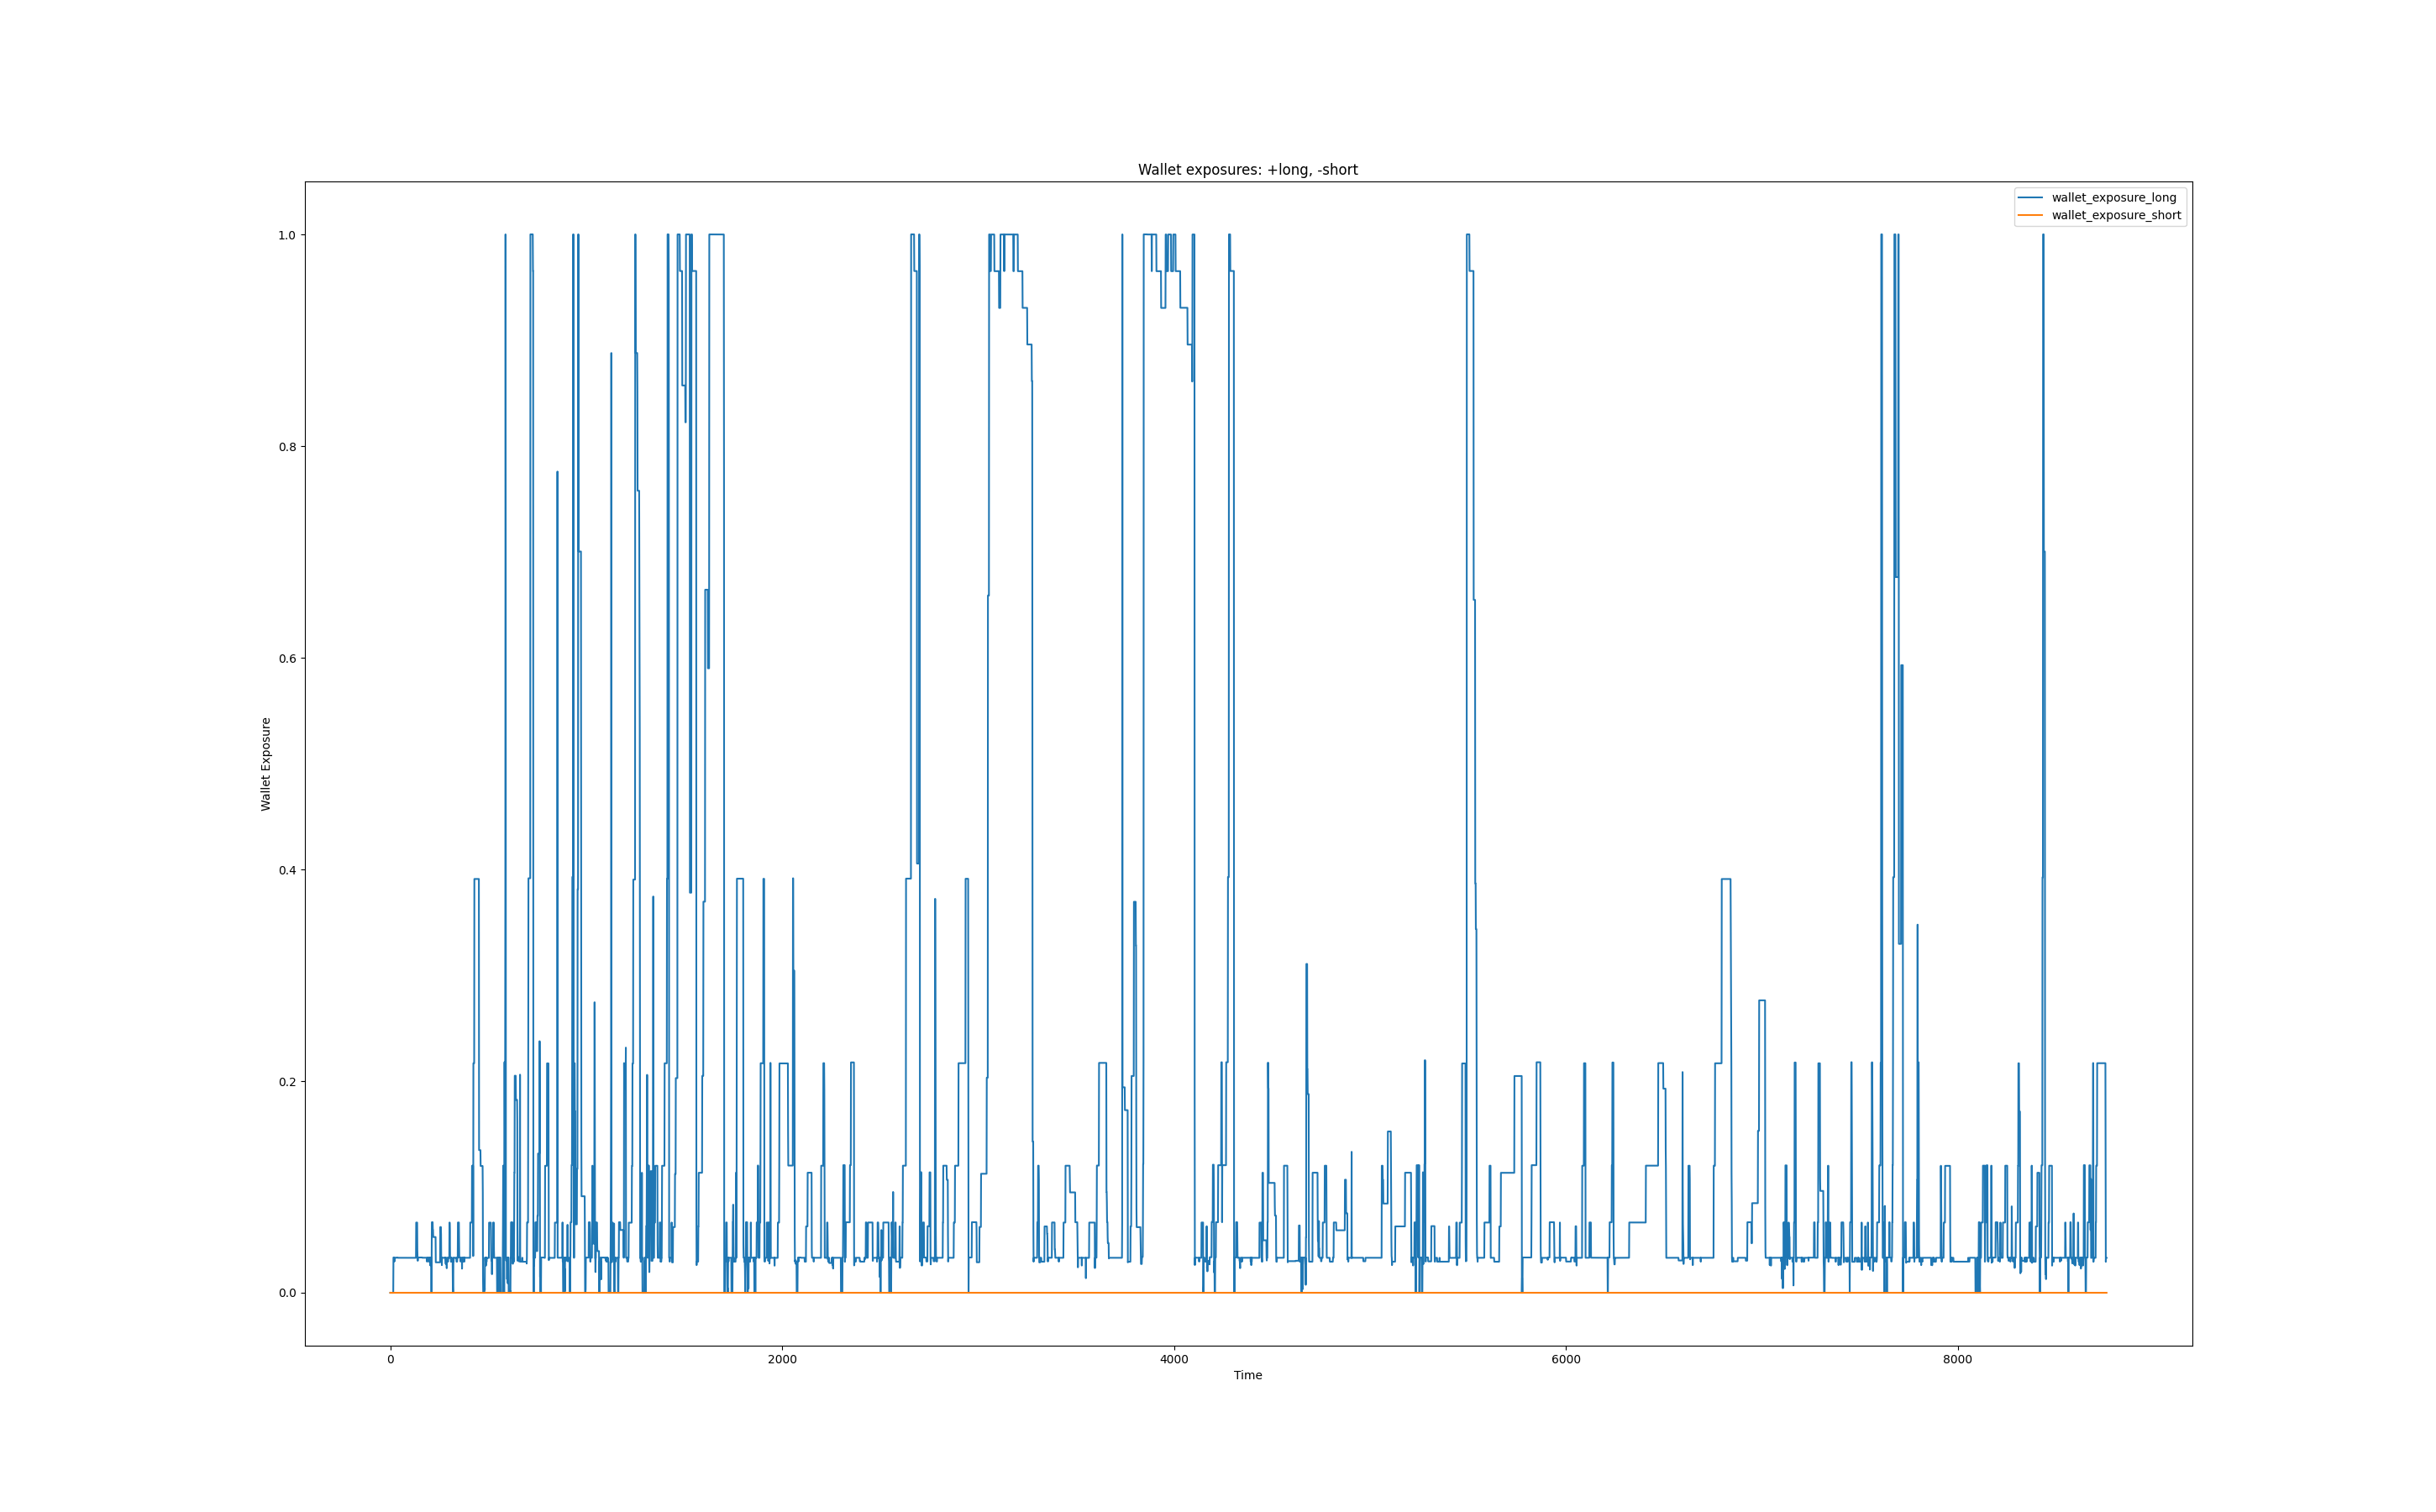 Wallet exposures: +long, -short
wallet_exposure_long
wallet_exposure_short
1.0
0.8
0.6
0.4
0.2
0.0
Wallet Exposure
0 2000 4000 6000 8000
Time